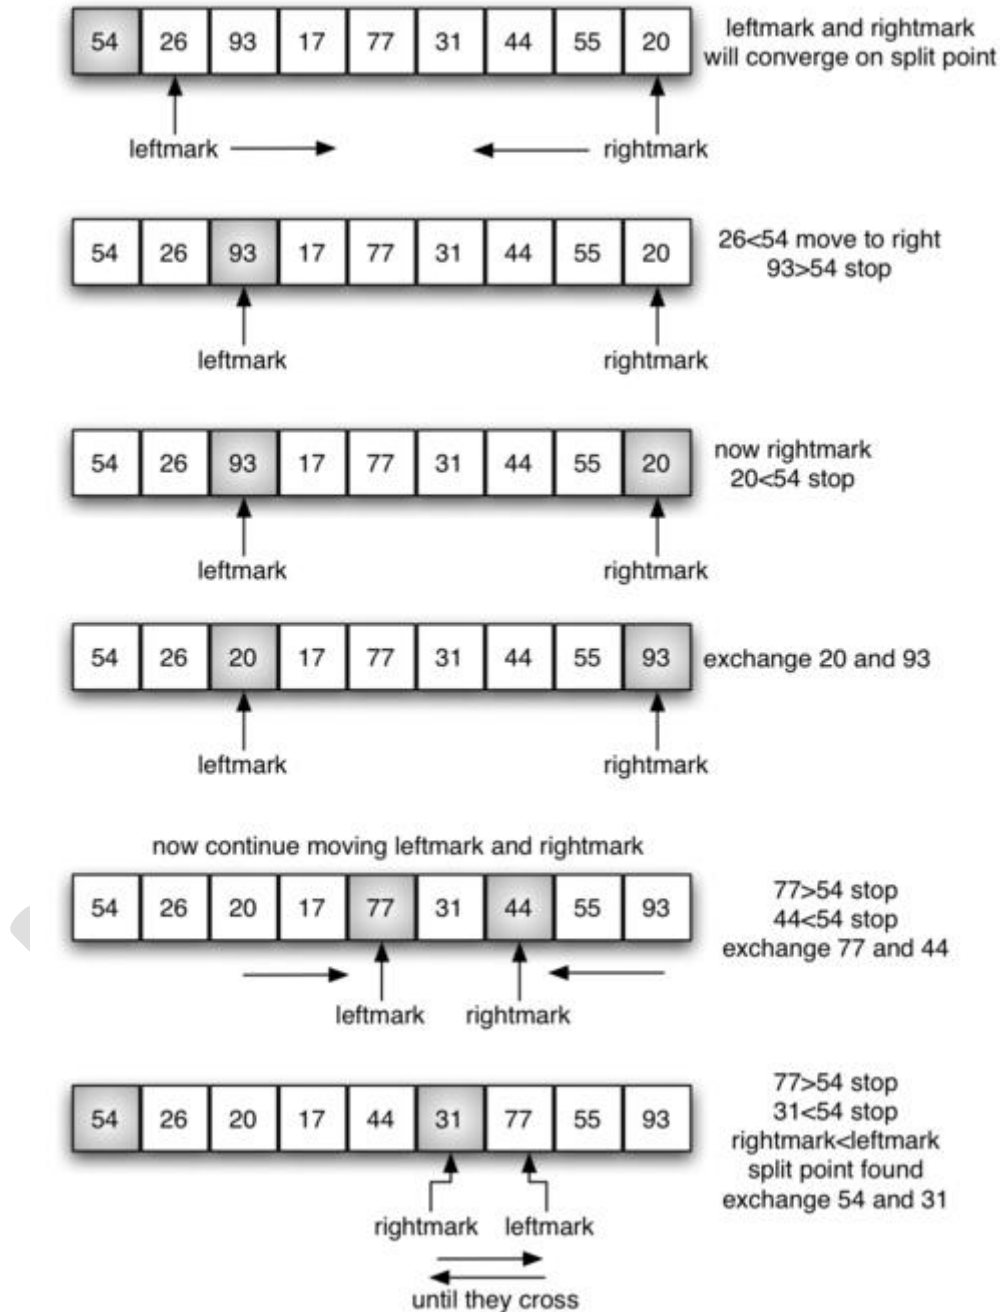 54 26 93 17 77 31 44 55 20
leftmark and rightmark
will converge on split point
leftmark rightmark
54 26 93 17 77 31 44 55 20
26<54 move to right
93>54 stop
leftmark rightmark
54 26 93 17 77 31 44 55 20
now rightmark
20<54 stop
leftmark rightmark
54 26 20 17 77 31 44 55 93
exchange 20 and 93
leftmark rightmark
now continue moving leftmark and rightmark
54 26 20 17 77 31 44 55 93
77>54 stop
44<54 stop
exchange 77 and 44
leftmark rightmark
54 26 20 17 44 31 77 55 93
77>54 stop
31<54 stop
rightmark<leftmark
split point found
exchange 54 and 31
rightmark leftmark
until they cross